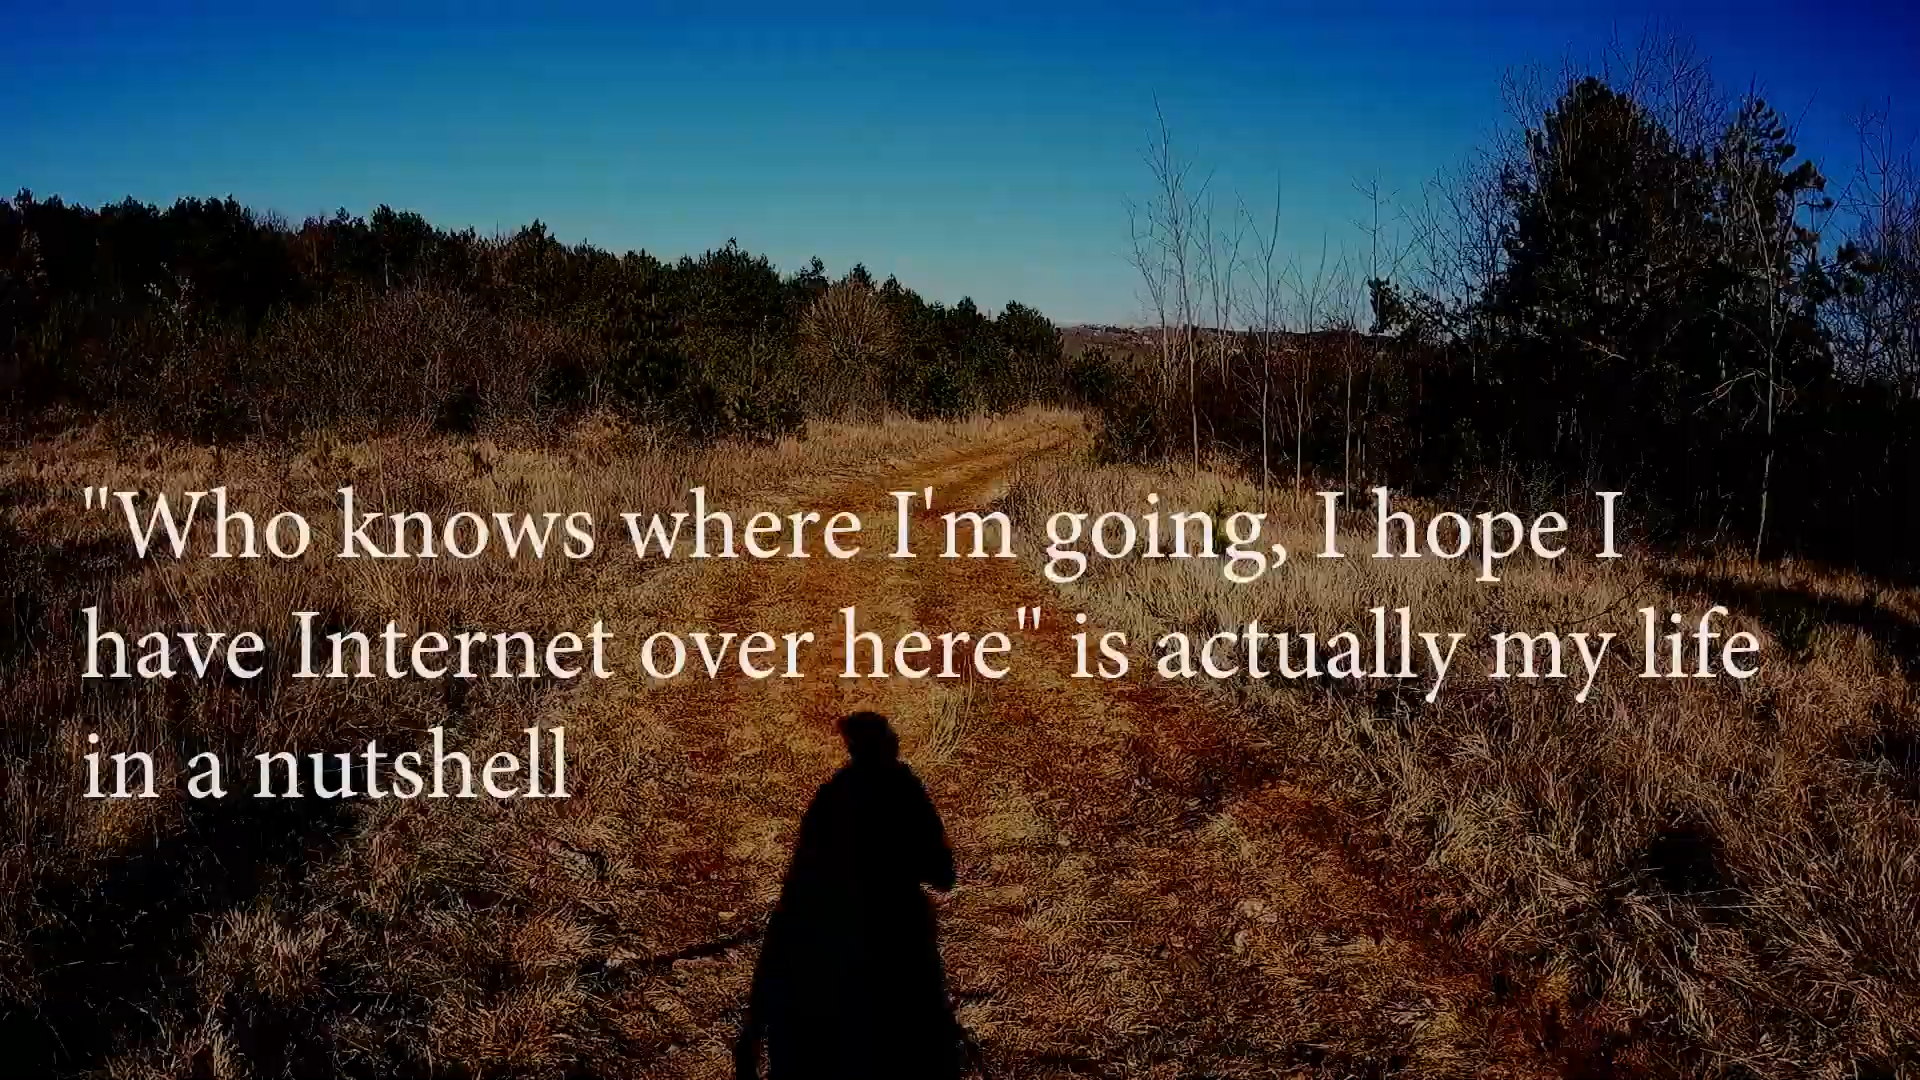 "Who knows where I'm going, I hope I
have Internet over here" is actually my life
in a nutshell